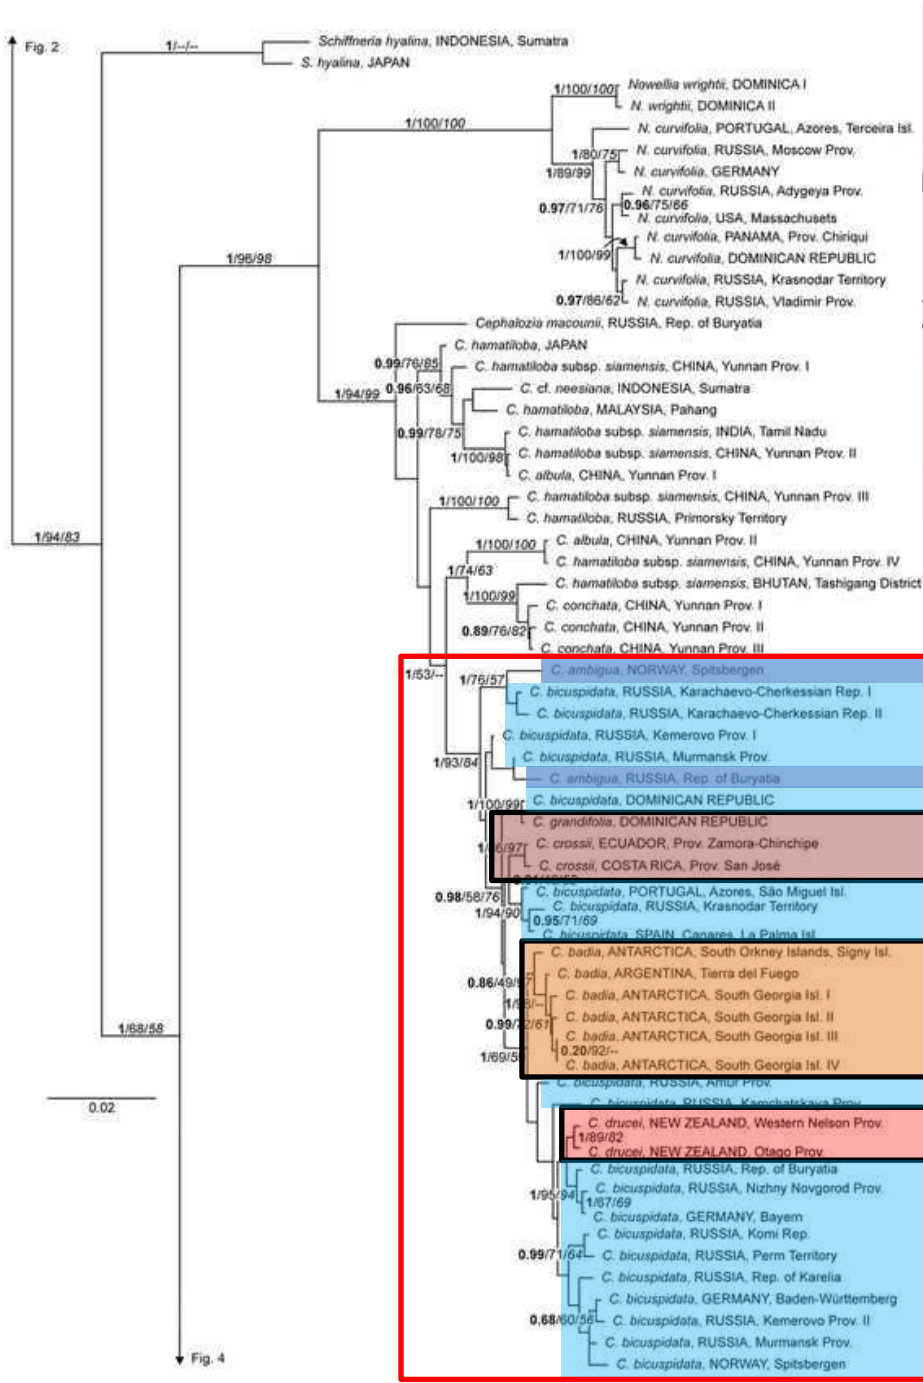 Fig. 2
1/--/--
Schiffneria hyalina, INDONESIA, Sumatra
S. hyalina, JAPAN
1/100/100
Nowellia wrightii, DOMINICA I
N. wrightii, DOMINICA II
1/100/100
N. curvifolia, PORTUGAL, Azores, Terceira Isl.
1/80/75
N. curvifolia, RUSSIA, Moscow Prov.
1/89/99
N. curvifolia, GERMANY
N. curvifolia, RUSSIA, Adygeya Prov.
0.97/71/76
0.96/75/66
N. curvifolia, USA, Massachusets
N. curvifolia, PANAMA, Prov. Chiriqui
1/100/99
N. curvifolia, DOMINICAN REPUBLIC
1/96/98
N. curvifolia, RUSSIA, Krasnodar Territory
0.97/86/62
N. curvifolia, RUSSIA, Vladimir Prov.
Cephalozia macounii, RUSSIA, Rep. of Buryatia
C. hamatiloba, JAPAN
0.99/76/85
C. hamatiloba subsp. siamensis, CHINA, Yunnan Prov. I
0.96/63/68
C. cf. neesiana, INDONESIA, Sumatra
1/94/99
C. hamatiloba, MALAYSIA, Pahang
0.99/78/75
C. hamatiloba subsp. siamensis, INDIA, Tamil Nadu
1/100/98
C. hamatiloba subsp. siamensis, CHINA, Yunnan Prov. II
C. albula, CHINA, Yunnan Prov. I
1/100/100
C. hamatiloba subsp. siamensis, CHINA, Yunnan Prov. III
C. hamatiloba, RUSSIA, Primorsky Territory
1/94/83
1/100/100
C. albula, CHINA, Yunnan Prov. II
C. hamatiloba subsp. siamensis, CHINA, Yunnan Prov. IV
1/74/63
C. hamatiloba subsp. siamensis, BHUTAN, Tashigang District
1/100/99
C. conchata, CHINA, Yunnan Prov. I
0.89/76/82
C. conchata, CHINA, Yunnan Prov. II
C. conchata, CHINA, Yunnan Prov. III
1/53/--
C. ambigua, NORWAY, Spitsbergen
1/76/57
C. bicuspidata, RUSSIA, Karachaevo-Cherkessian Rep. I
C. bicuspidata, RUSSIA, Karachaevo-Cherkessian Rep. II
C. bicuspidata, RUSSIA, Kemerovo Prov. I
1/93/84
C. bicuspidata, RUSSIA, Murmansk Prov.
C. ambigua, RUSSIA, Rep. of Buryatia
1/100/99
C. bicuspidata, DOMINICAN REPUBLIC
C. grandifolia, DOMINICAN REPUBLIC
C. crossii, ECUADOR, Prov. Zamora-Chinchipe
C. crossii, COSTA RICA, Prov. San José
0.98/58/76
C. bicuspidata, PORTUGAL, Azores, São Miguel Isl.
1/94/90
C. bicuspidata, RUSSIA, Krasnodar Territory
0.95/71/69
C. bicuspidata, SPAIN, Canares, La Palma Isl.
C. badia, ANTARCTICA, South Orkney Islands, Signy Isl.
C. badia, ARGENTINA, Tierra del Fuego
C. badia, ANTARCTICA, South Georgia Isl. I
C. badia, ANTARCTICA, South Georgia Isl. II
C. badia, ANTARCTICA, South Georgia Isl. III
1/68/58
0.20/92/--
C. badia, ANTARCTICA, South Georgia Isl. IV
C. bicuspidata, RUSSIA, Amur Prov.
C. bicuspidata, RUSSIA, Kamchatskaya Prov.
0.02
C. drucei, NEW ZEALAND, Western Nelson Prov.
1/89/82
C. drucei, NEW ZEALAND, Otago Prov.
C. bicuspidata, RUSSIA, Rep. of Buryatia
1/95/94
C. bicuspidata, RUSSIA, Nizhny Novgorod Prov.
1/67/69
C. bicuspidata, GERMANY, Bayern
C. bicuspidata, RUSSIA, Komi Rep.
0.99/71/64
C. bicuspidata, RUSSIA, Perm Territory
C. bicuspidata, RUSSIA, Rep. of Karelia
C. bicuspidata, GERMANY, Baden-Württemberg
0.68/60/56
C. bicuspidata, RUSSIA, Kemerovo Prov. II
C. bicuspidata, RUSSIA, Murmansk Prov.
Fig. 4
C. bicuspidata, NORWAY, Spitsbergen